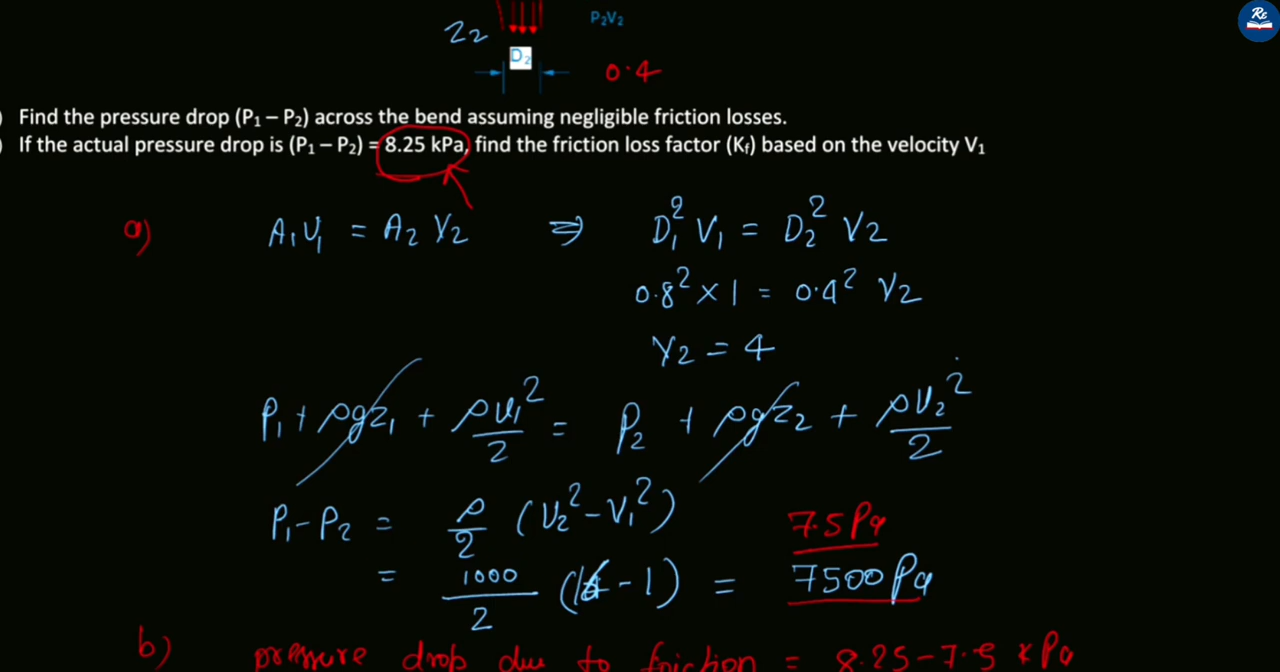 P₂V₂
Z2
D₂
0.4
Find the pressure drop (P₁ – P₂) across the bend assuming negligible friction losses.
If the actual pressure drop is (P₁ – P₂) = 8.25 kPa, find the friction loss factor (Kf) based on the velocity V₁
a) A₁V₁ = A₂ V₂ ⇒ D₁² V₁ = D₂² V₂
0.8² × 1 = 0.4² V₂
V₂ = 4
P₁ + ρgz₁ + ρv₁²/2 = P₂ + ρgz₂ + ρv₂²/2
P₁-P₂ = ρ/2 (V₂²-V₁²)
7.5Pa
= 1000/2 (16-1) = 7500 Pa
b) pressure drop due to friction = 8.25-7.5 kPa
Re